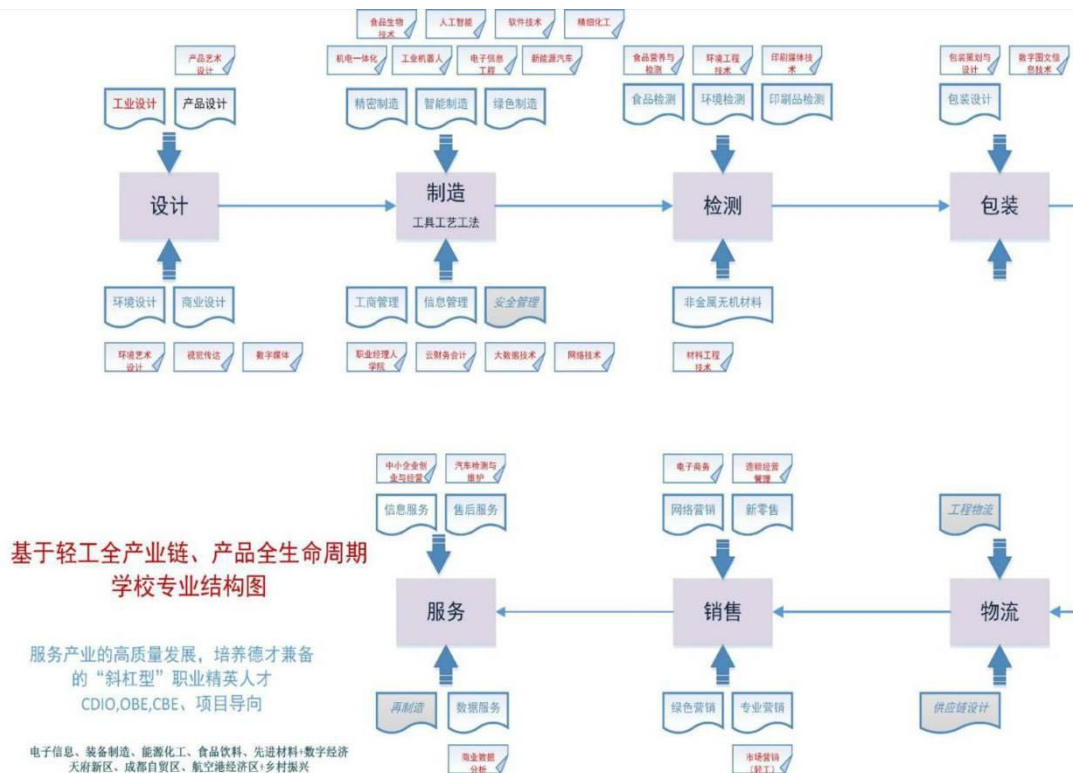 食品生物
技术
人工智能
软件技术
精细化工
产品艺术
设计
机电一体化
工业机器人
电子信息
工程
新能源汽车
食品营养与
检测
环境工程
技术
印刷媒体技
术
包装策划与
设计
数字图文信
息技术
工业设计
产品设计
精密制造
智能制造
绿色制造
食品检测
环境检测
印刷品检测
包装设计
设计
制造
工具工艺工法
检测
包装
环境设计
商业设计
工商管理
信息管理
安全管理
非金属无机材料
环境艺术
设计
视觉传达
数字媒体
职业经理人
学院
云财务会计
大数据技术
网络技术
材料工程
技术
中小企业创
业与经营
汽车检测与
维护
电子商务
连锁经营
管理
信息服务
售后服务
网络营销
新零售
工程物流
基于轻工全产业链、产品全生命周期
学校专业结构图
服务
销售
物流
服务产业的高质量发展，培养德才兼备
的“斜杠型”职业精英人才
CDIO,OBE,CBE、项目导向
再制造
数据服务
绿色营销
专业营销
供应链设计
电子信息、装备制造、能源化工、食品饮料、先进材料+数字经济
天府新区、成都自贸区、航空港经济区+乡村振兴
商业数据
分析
市场营销
（轻工）